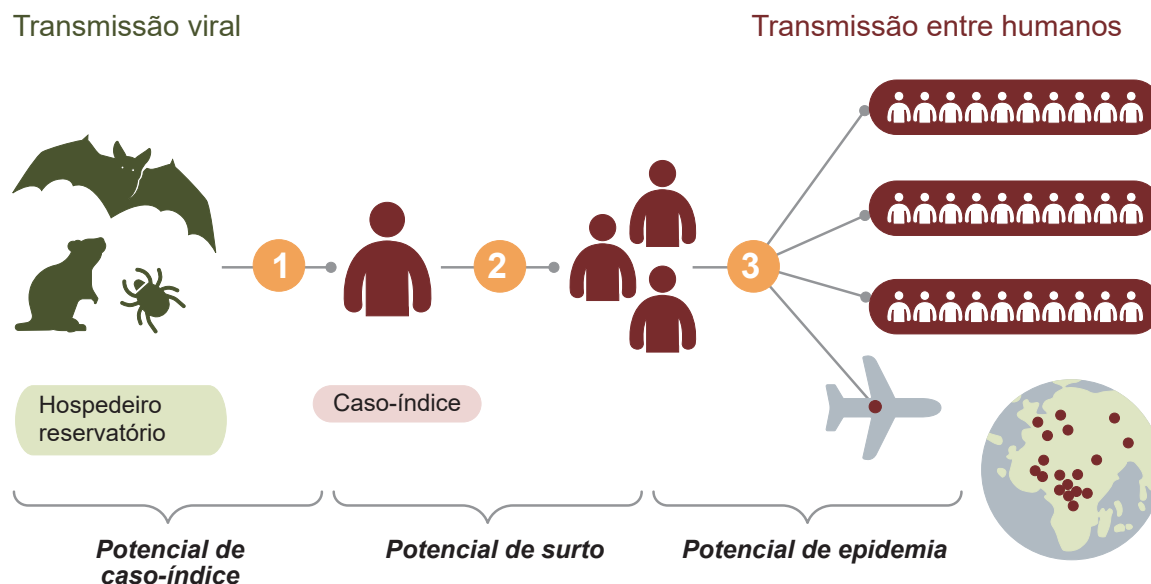 Transmissão viral
Transmissão entre humanos
1
2
3
Hospedeiro
reservatório
Caso-índice
Potencial de
caso-índice
Potencial de surto
Potencial de epidemia